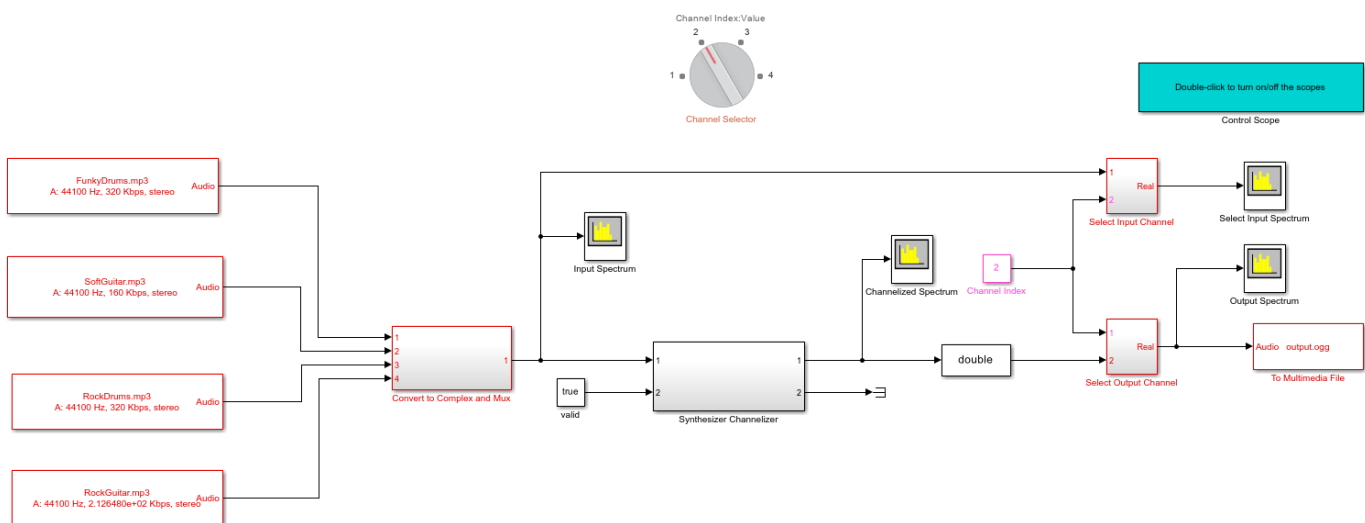 Channel Index:Value
2
3
1
4
Channel Selector
Double-click to turn on/off the scopes
Control Scope
FunkyDrums.mp3
A: 44100 Hz, 320 Kbps, stereo
Audio
1
2
Real
Select Input Channel
Select Input Spectrum
Input Spectrum
Channelized Spectrum
2
Channel Index
SoftGuitar.mp3
A: 44100 Hz, 160 Kbps, stereo
Audio
Output Spectrum
1
2
3
4
1
Convert to Complex and Mux
true
valid
1
2
1
2
Synthesizer Channelizer
double
1
2
Real
Select Output Channel
Audio output.ogg
To Multimedia File
RockDrums.mp3
A: 44100 Hz, 320 Kbps, stereo
Audio
RockGuitar.mp3
A: 44100 Hz, 2.126480e+02 Kbps, stereo
Audio